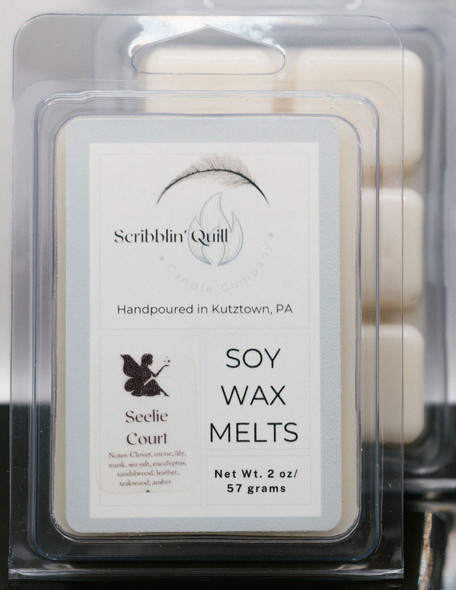 Scribblin' Quill
Candle Company
Handpoured in Kutztown, PA
Seelie
Court
Notes: Clover, ozone, lily,
musk, sea salt, eucalyptus,
sandalwood, leather,
teakwood, amber
SOY
WAX
MELTS
Net Wt. 2 oz/
57 grams